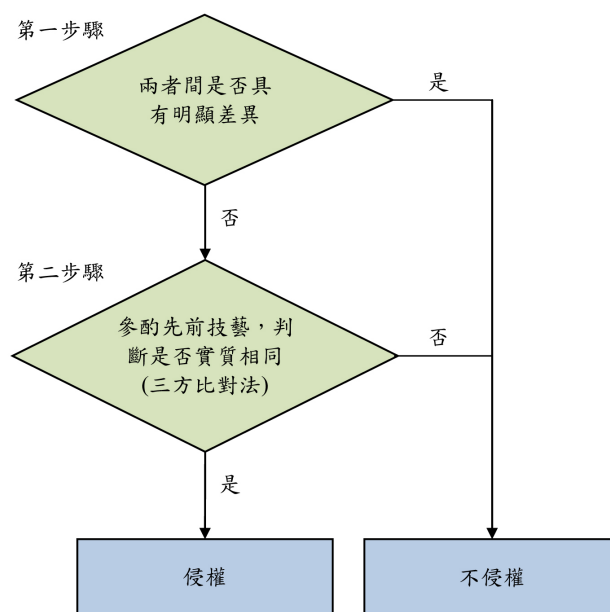 第一步驟
兩者間是否具
有明顯差異
是
否
第二步驟
參酌先前技藝，判
斷是否實質相同
(三方比對法)
否
是
侵權
不侵權